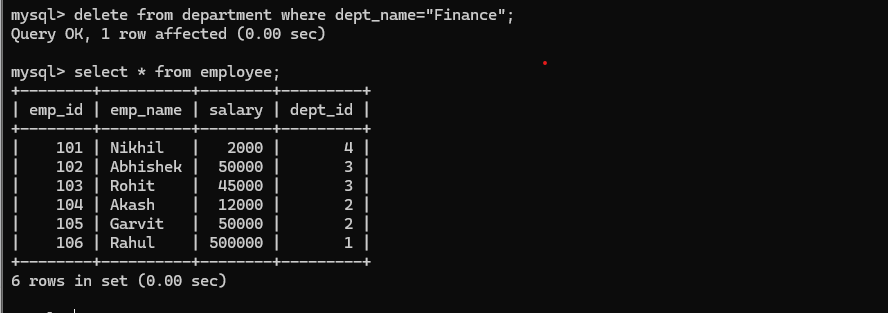 mysql> delete from department where dept_name="Finance";
Query OK, 1 row affected (0.00 sec)
mysql> select * from employee;
+--------+----------+--------+---------+
| emp_id | emp_name | salary | dept_id |
+--------+----------+--------+---------+
|    101 | Nikhil   |   2000 |       4 |
|    102 | Abhishek |  50000 |       3 |
|    103 | Rohit    |  45000 |       3 |
|    104 | Akash    |  12000 |       2 |
|    105 | Garvit   |  50000 |       2 |
|    106 | Rahul    | 500000 |       1 |
+--------+----------+--------+---------+
6 rows in set (0.00 sec)